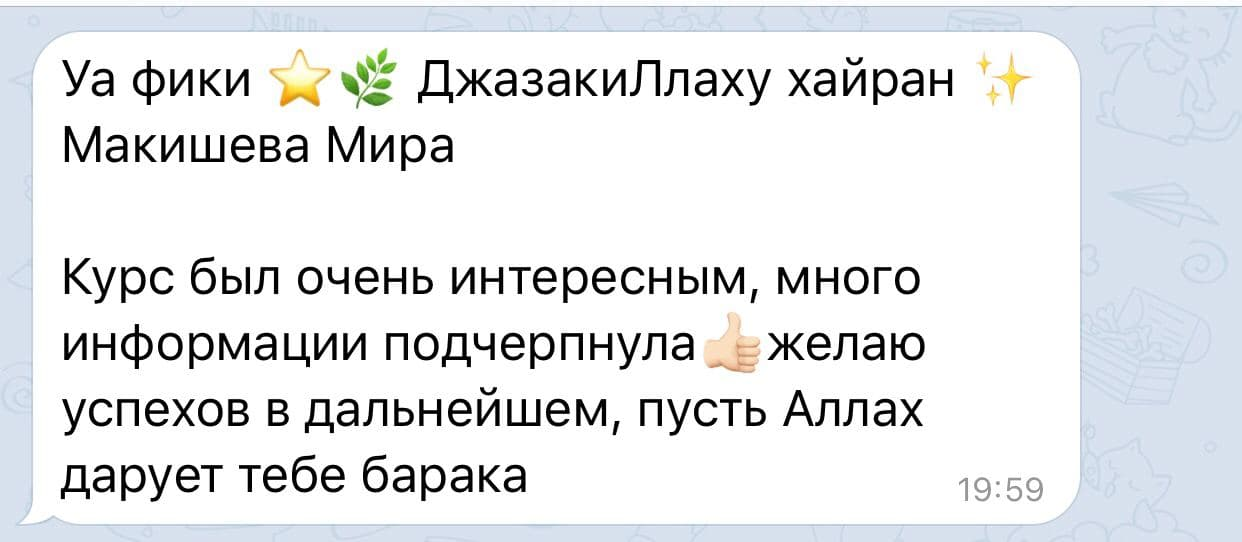 Уа фики ⭐🌿 ДжазакиЛлаху хайран ✨
Макишева Мира
Курс был очень интересным, много
информации подчерпнула👍🏻желаю
успехов в дальнейшем, пусть Аллах
дарует тебе барака
19:59